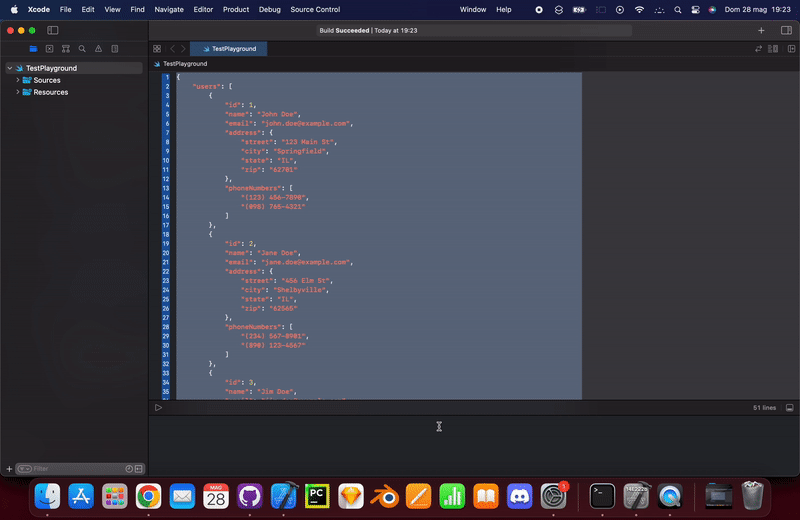 Xcode File Edit View Find Navigate Editor Product Debug Source Control Window Help Dom 28 mag 19:23
Build Succeeded | Today at 19:23
TestPlayground
TestPlayground
TestPlayground
Sources
Resources
1 {
2 "users": [
3 {
4 "id": 1,
5 "name": "John Doe",
6 "email": "john.doe@example.com",
7 "address": {
8 "street": "123 Main St",
9 "city": "Springfield",
10 "state": "IL",
11 "zip": "62701"
12 },
13 "phoneNumbers": [
14 "(123) 456-7890",
15 "(098) 765-4321"
16 ]
17 },
18 {
19 "id": 2,
20 "name": "Jane Doe",
21 "email": "jane.doe@example.com",
22 "address": {
23 "street": "456 Elm St",
24 "city": "Shelbyville",
25 "state": "IL",
26 "zip": "62565"
27 },
28 "phoneNumbers": [
29 "(234) 567-8901",
30 "(890) 123-4567"
31 ]
32 },
33 {
34 "id": 3,
35 "name": "Jim Doe",
51 lines
Filter
MAG
28
PC
1